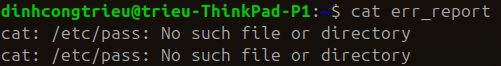 dinhcongtrieu@trieu-ThinkPad-P1:~$ cat err_report
cat: /etc/pass: No such file or directory
cat: /etc/pass: No such file or directory